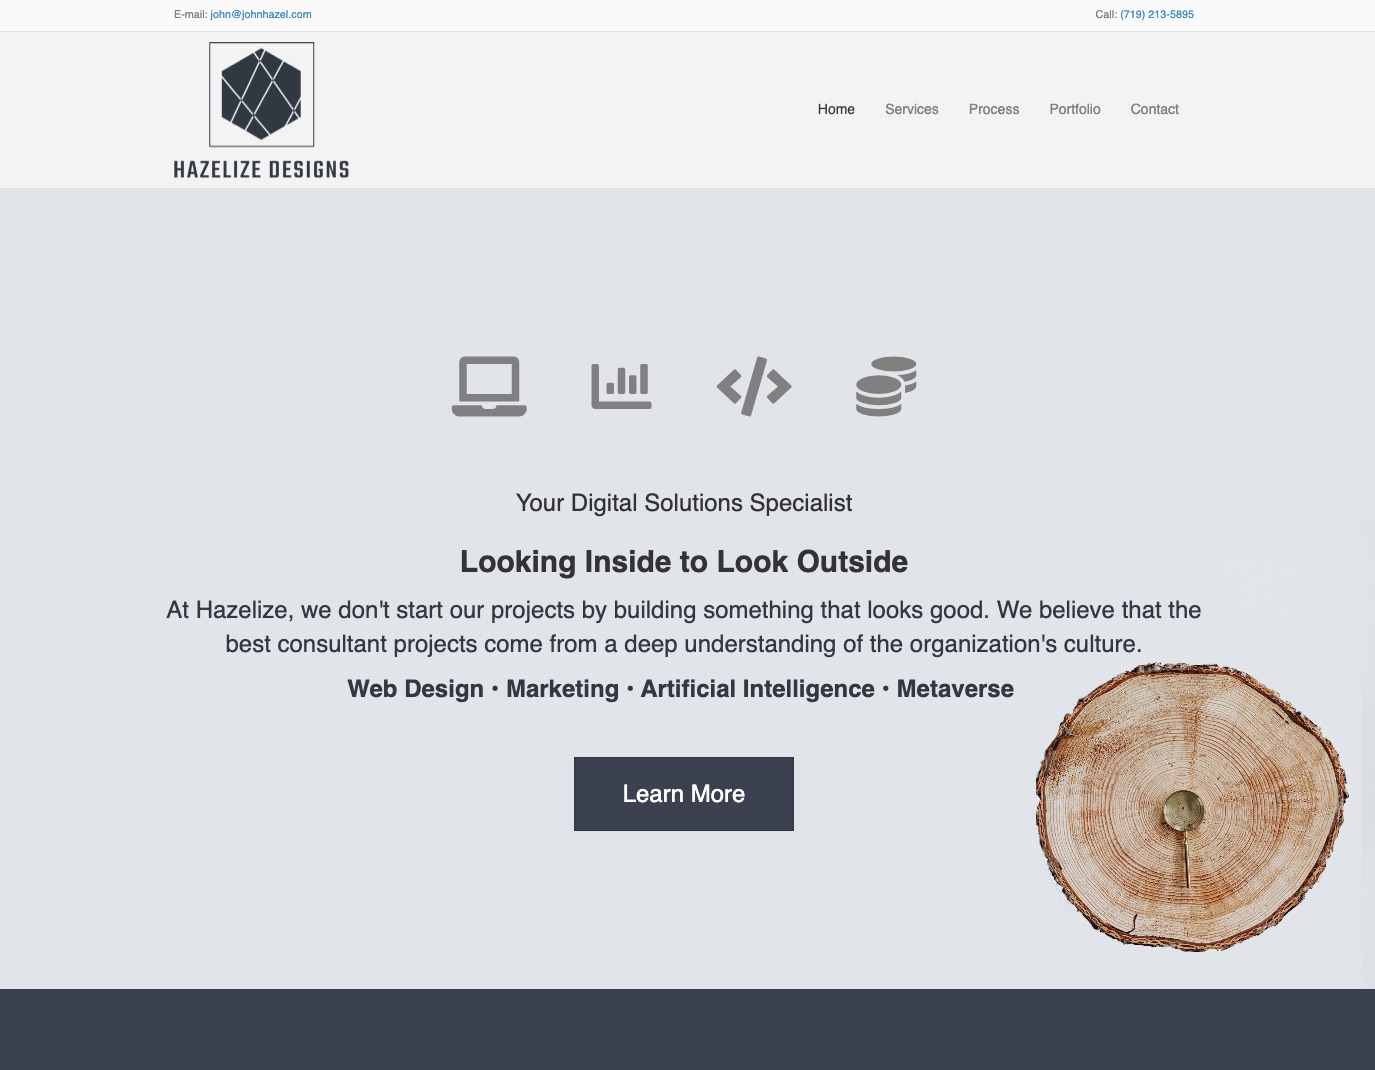 E-mail: john@johnhazel.com
Call: (719) 213-5895
HAZELIZE DESIGNS
Home
Services
Process
Portfolio
Contact
Your Digital Solutions Specialist
Looking Inside to Look Outside
At Hazelize, we don't start our projects by building something that looks good. We believe that the
best consultant projects come from a deep understanding of the organization's culture.
Web Design • Marketing • Artificial Intelligence • Metaverse
Learn More